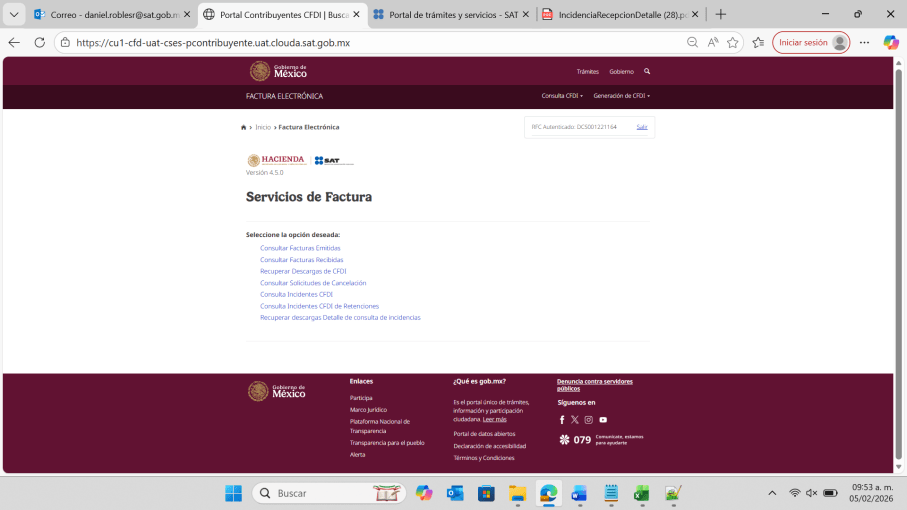 Correo - daniel.roblesr@sat.gob.m
Portal Contribuyentes CFDI | Busca
Portal de trámites y servicios - SAT
IncidenciaRecepcionDetalle (28).pd
https://cu1-cfd-uat-cses-pcontribuyente.uat.clouda.sat.gob.mx
Iniciar sesión
Gobierno de
México
Trámites Gobierno
FACTURA ELECTRÓNICA
Consulta CFDI Generación de CFDI
Inicio › Factura Electrónica
RFC Autenticado: DCS001221164 Salir
HACIENDA SAT
Versión 4.5.0
Servicios de Factura
Seleccione la opción deseada:
Consultar Facturas Emitidas
Consultar Facturas Recibidas
Recuperar Descargas de CFDI
Consultar Solicitudes de Cancelación
Consulta Incidentes CFDI
Consulta Incidentes CFDI de Retenciones
Recuperar descargas Detalle de consulta de incidencias
Gobierno de
México
Enlaces
Participa
Marco Jurídico
Plataforma Nacional de
Transparencia
Transparencia para el pueblo
Alerta
¿Qué es gob.mx?
Es el portal único de trámites,
información y participación
ciudadana. Leer más
Portal de datos abiertos
Declaración de accesibilidad
Términos y Condiciones
Denuncia contra servidores
públicos
Síguenos en
079
Comunícate, estamos
para ayudarte
Buscar
09:53 a. m.
05/02/2026